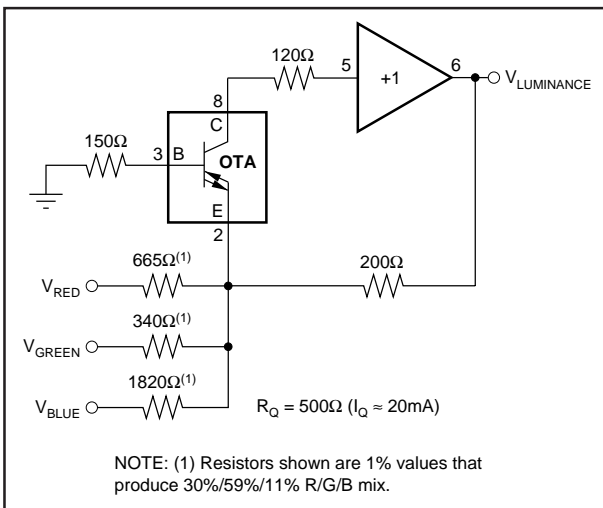 120Ω
5
+1
6
V_LUMINANCE
8
C
150Ω
3
B
OTA
E
2
665Ω(1)
200Ω
V_RED
340Ω(1)
V_GREEN
1820Ω(1)
V_BLUE
R_Q = 500Ω (I_Q ≈ 20mA)
NOTE: (1) Resistors shown are 1% values that
produce 30%/59%/11% R/G/B mix.